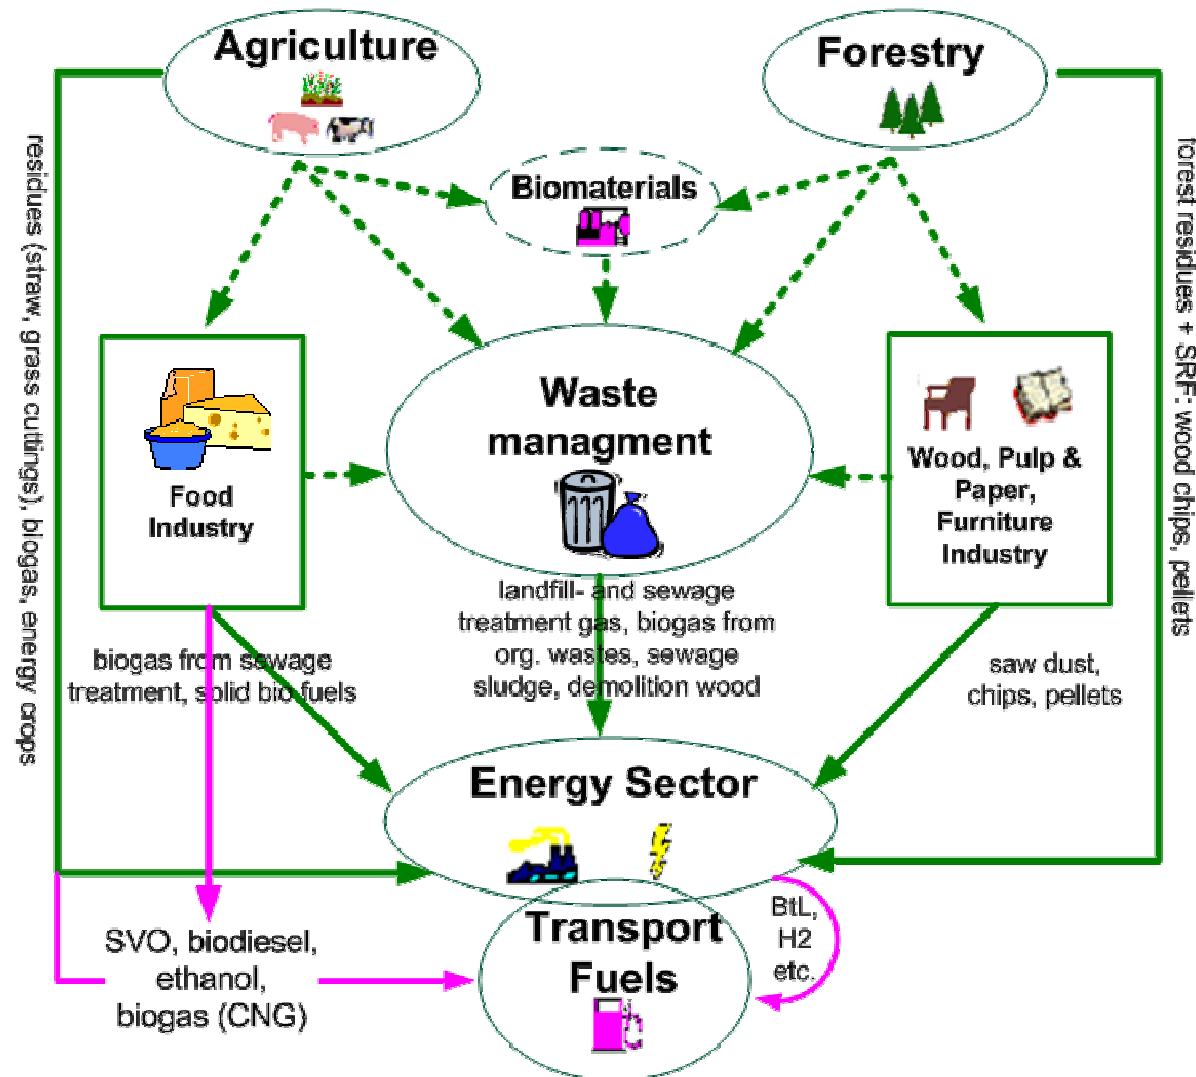 Agriculture
Forestry
Biomaterials
residues (straw, grass cuttings), biogas, energy crops
forest residues + SRF: wood chips, pellets
Waste
managment
Food
Industry
Wood, Pulp &
Paper,
Furniture
Industry
landfill- and sewage
treatment gas, biogas from
org. wastes, sewage
sludge, demolition wood
biogas from sewage
treatment, solid bio fuels
saw dust,
chips, pellets
Energy Sector
Transport
Fuels
BtL,
H2
etc.
SVO, biodiesel,
ethanol,
biogas (CNG)